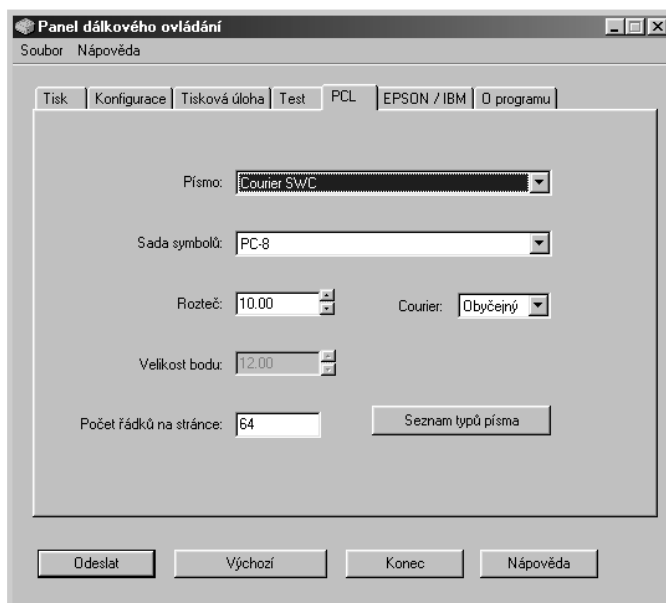 Panel dálkového ovládání
Soubor Nápověda
Tisk Konfigurace Tisková úloha Test PCL EPSON / IBM O programu
Písmo: Courier SWC
Sada symbolů: PC-8
Rozteč: 10.00 Courier: Obyčejný
Velikost bodu: 12.00
Počet řádků na stránce: 64 Seznam typů písma
Odeslat Výchozí Konec Nápověda